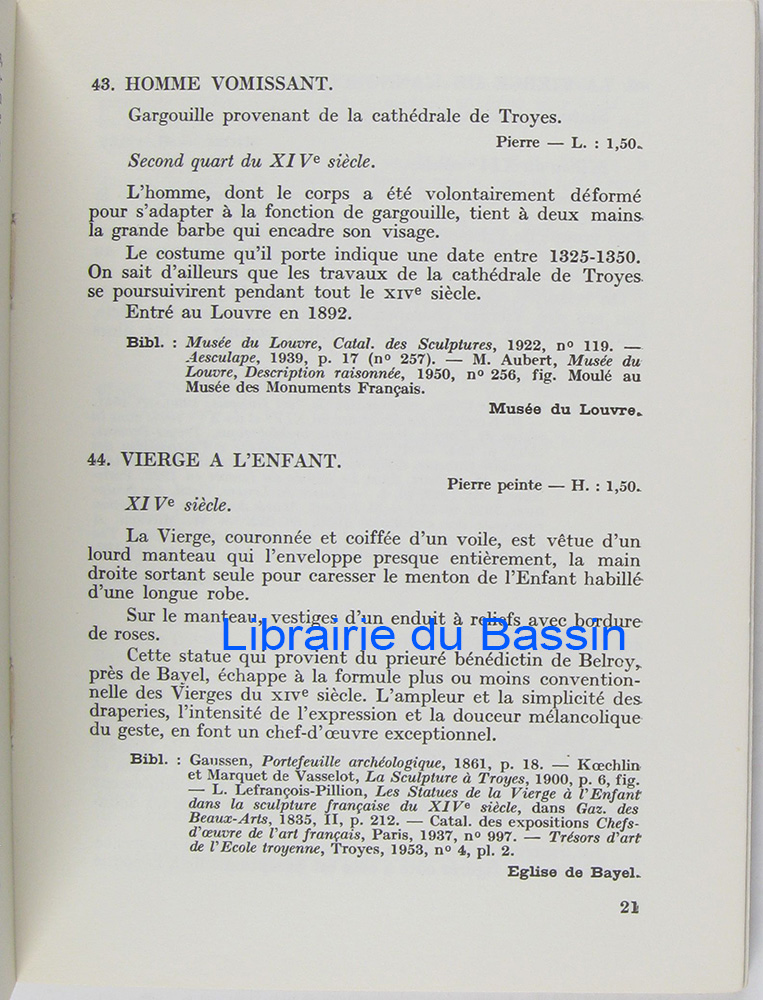 43. HOMME VOMISSANT.
Gargouille provenant de la cathédrale de Troyes.
Pierre — L. : 1,50.
Second quart du XIVe siècle.
L'homme, dont le corps a été volontairement déformé
pour s'adapter à la fonction de gargouille, tient à deux mains
la grande barbe qui encadre son visage.
Le costume qu'il porte indique une date entre 1325-1350.
On sait d'ailleurs que les travaux de la cathédrale de Troyes
se poursuivirent pendant tout le XIVe siècle.
Entré au Louvre en 1892.
Bibl. : Musée du Louvre, Catal. des Sculptures, 1922, no 119. —
Aesculape, 1939, p. 17 (no 257). — M. Aubert, Musée du
Louvre, Description raisonnée, 1950, no 256, fig. Moulé au
Musée des Monuments Français.
Musée du Louvre.
44. VIERGE A L'ENFANT.
Pierre peinte — H. : 1,50.
XIVe siècle.
La Vierge, couronnée et coiffée d'un voile, est vêtue d'un
lourd manteau qui l'enveloppe presque entièrement, la main
droite sortant seule pour caresser le menton de l'Enfant habillé
d'une longue robe.
Sur le manteau, vestiges d'un enduit à reliefs avec bordure
de roses.
Librairie du Bassin
Cette statue qui provient du prieuré bénédictin de Belroy,
près de Bayel, échappe à la formule plus ou moins convention-
nelle des Vierges du XIVe siècle. L'ampleur et la simplicité des
draperies, l'intensité de l'expression et la douceur mélancolique
du geste, en font un chef-d'œuvre exceptionnel.
Bibl. : Gaussen, Portefeuille archéologique, 1861, p. 18. — Kœchlin
et Marquet de Vasselot, La Sculpture à Troyes, 1900, p. 6, fig.
— L. Lefrançois-Pillion, Les Statues de la Vierge à l'Enfant
dans la sculpture française du XIVe siècle, dans Gaz. des
Beaux-Arts, 1835, II, p. 212. — Catal. des expositions Chefs-
d'œuvre de l'art français, Paris, 1937, no 997. — Trésors d'art
de l'Ecole troyenne, Troyes, 1953, no 4, pl. 2.
Eglise de Bayel.
21